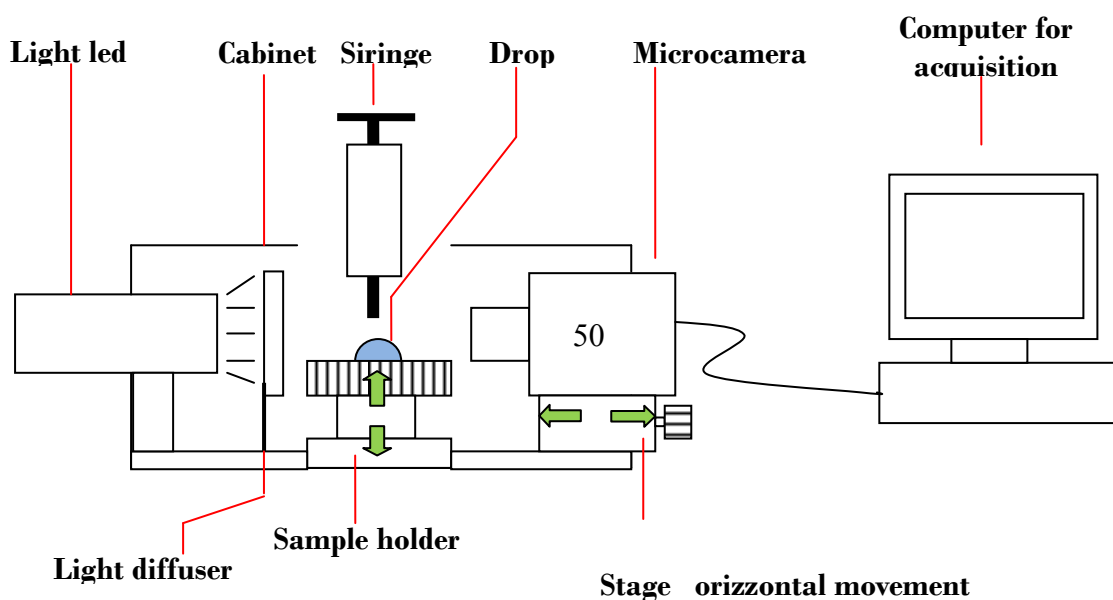 Light led
Cabinet
Siringe
Drop
Microcamera
Computer for
acquisition
50
Sample holder
Light diffuser
Stage orizzontal movement